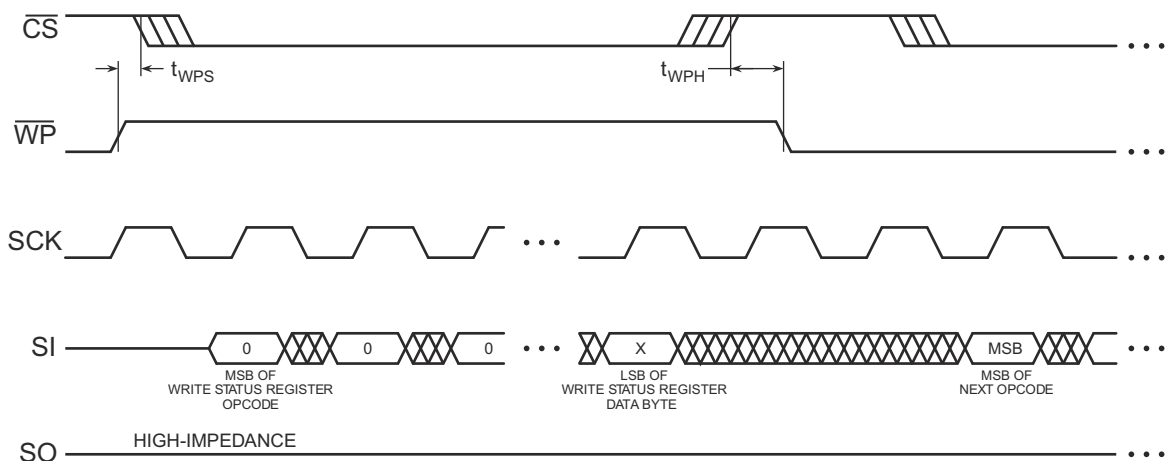 CS
tWPS
tWPH
WP
SCK
SI
0
0
0
X
MSB
MSB OF
WRITE STATUS REGISTER
OPCODE
LSB OF
WRITE STATUS REGISTER
DATA BYTE
MSB OF
NEXT OPCODE
SO
HIGH-IMPEDANCE